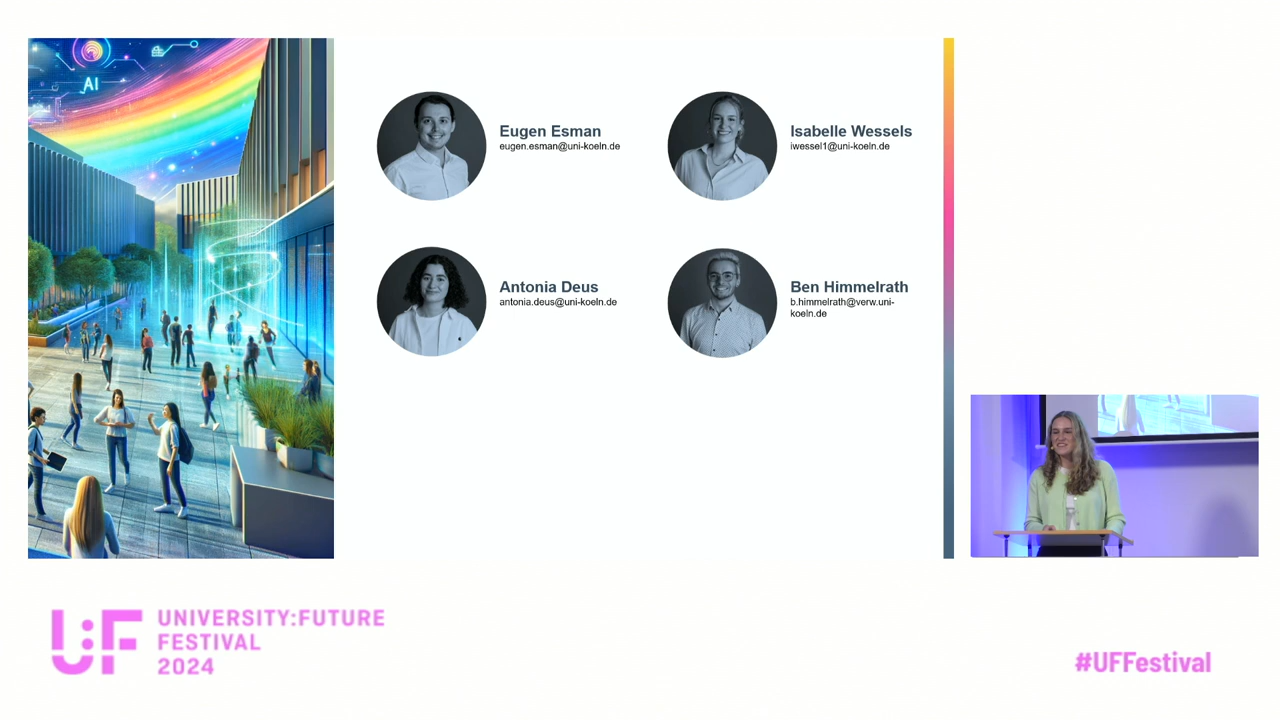 AI
Eugen Esman
eugen.esman@uni-koeln.de
Isabelle Wessels
iwessel1@uni-koeln.de
Antonia Deus
antonia.deus@uni-koeln.de
Ben Himmelrath
b.himmelrath@verw.uni-
koeln.de
U:F
UNIVERSITY:FUTURE
FESTIVAL
2024
#UFFestival